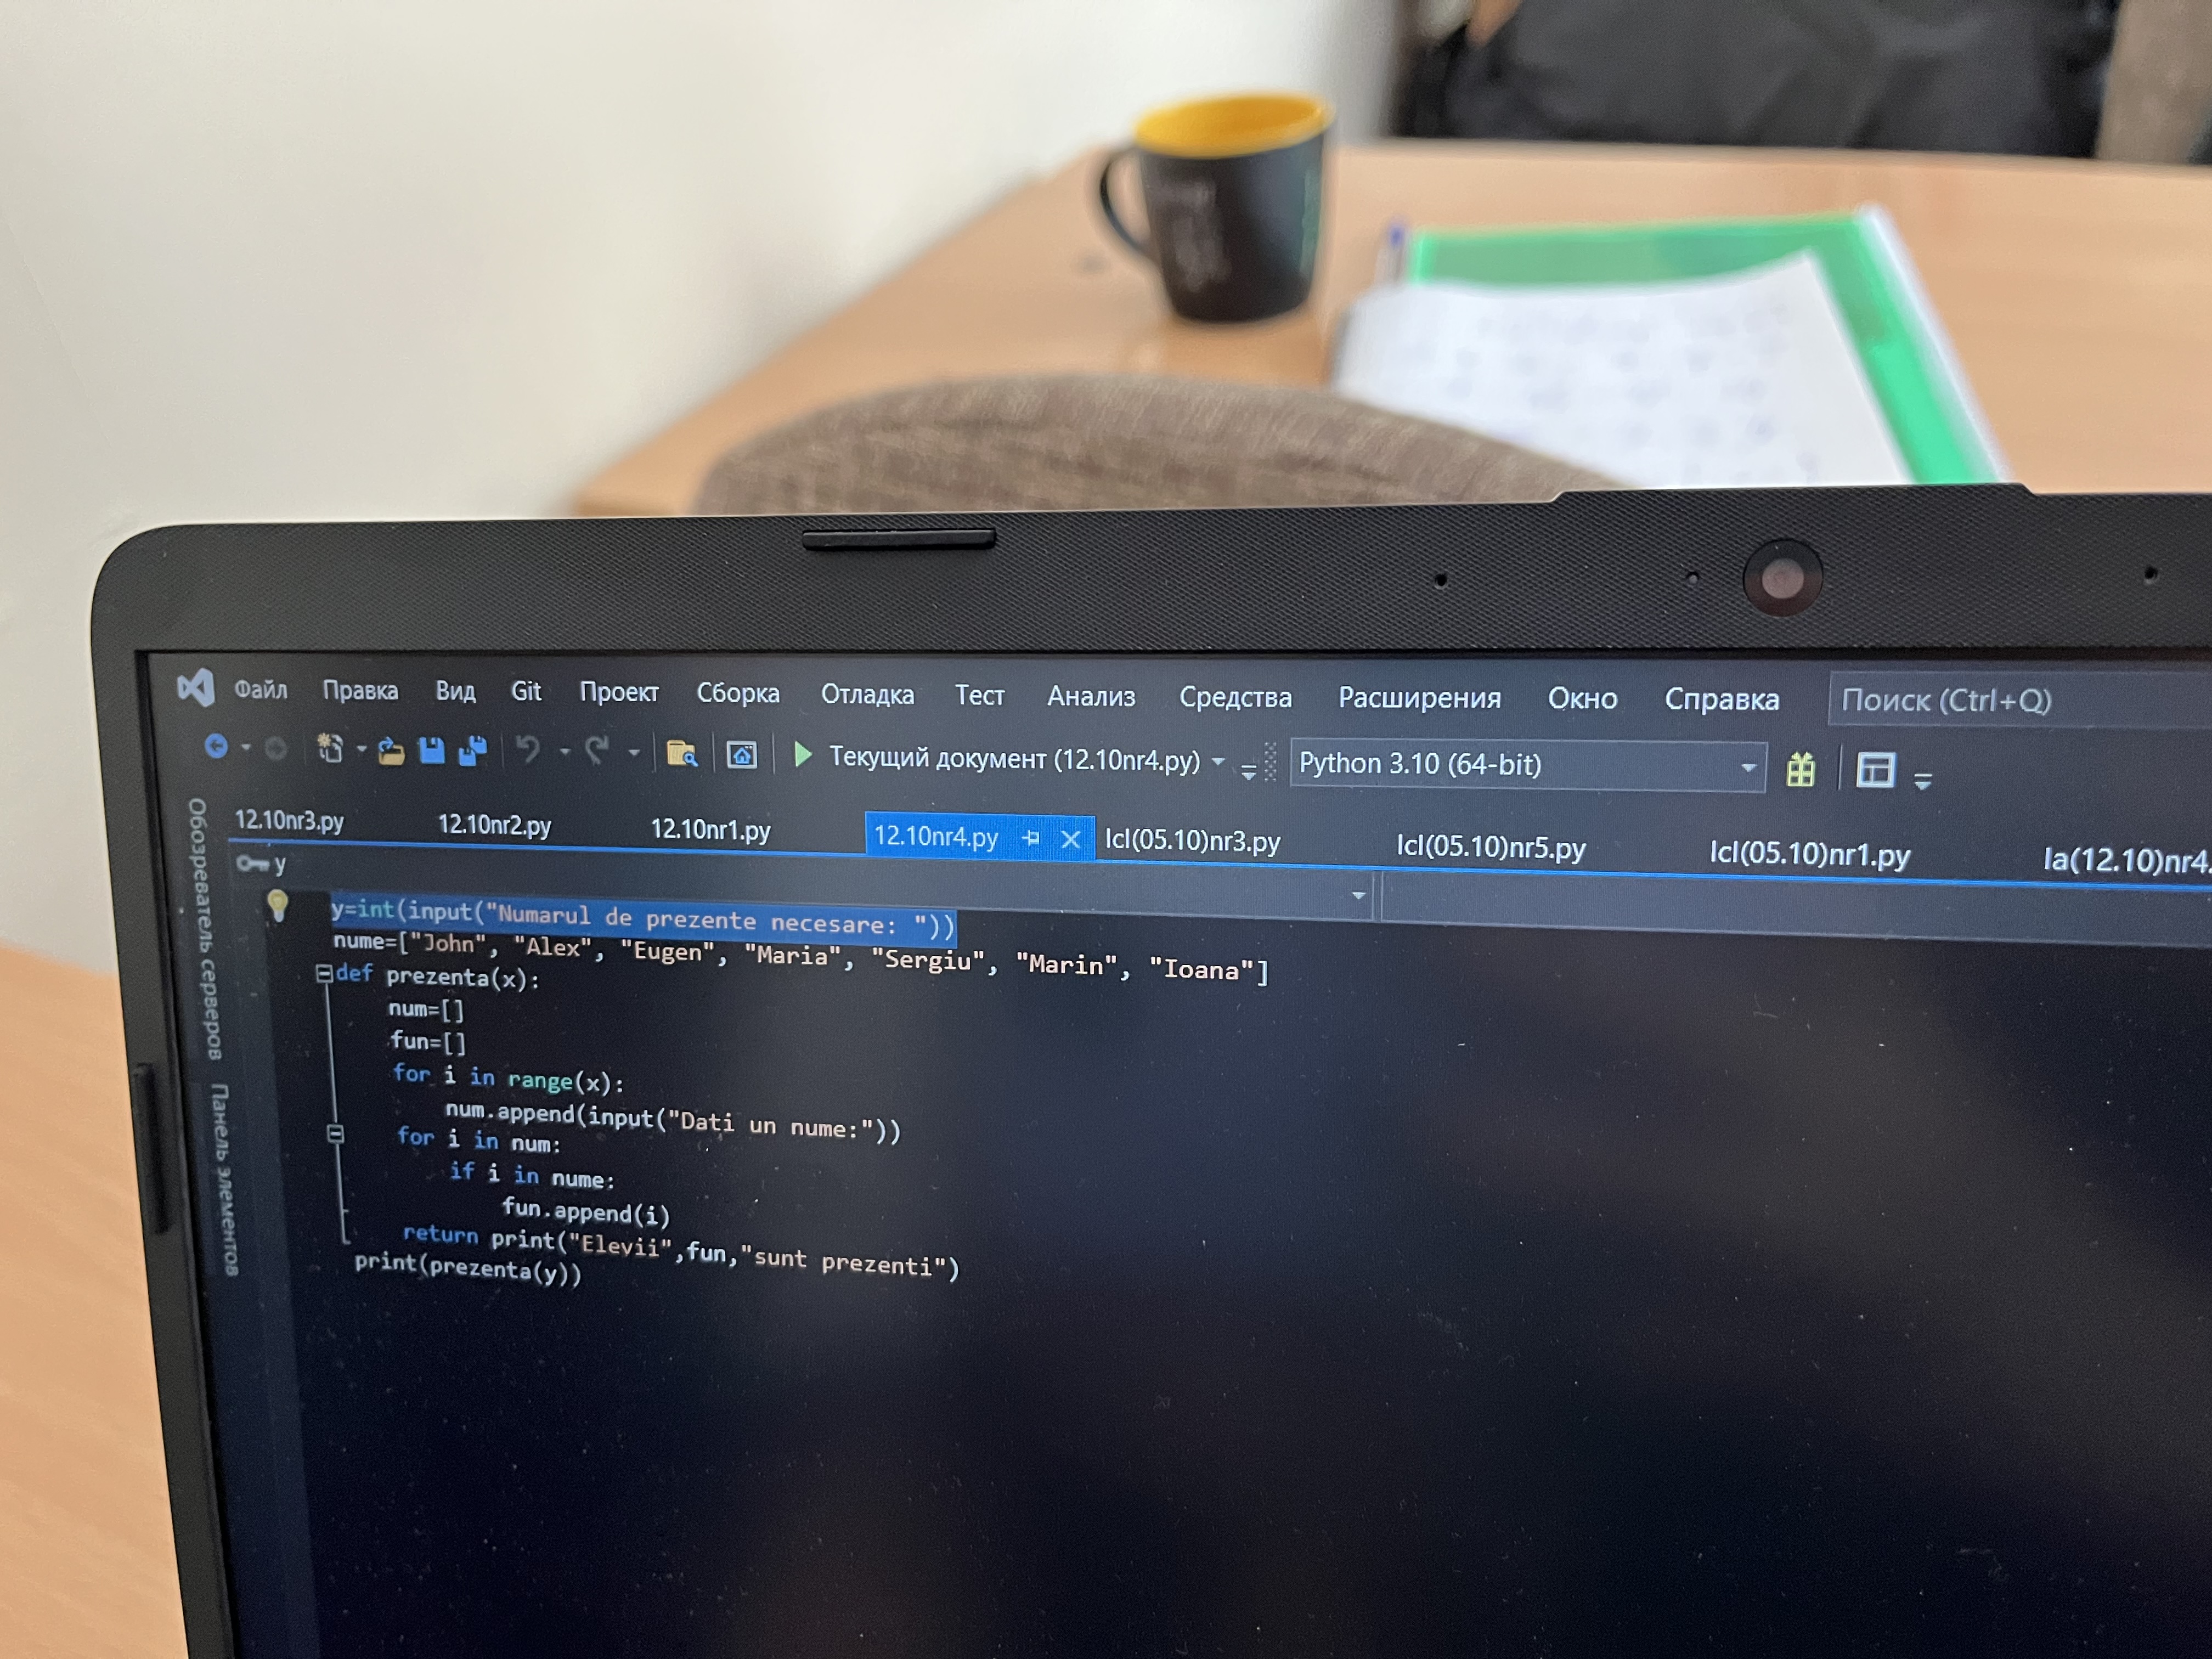 Файл Правка Вид Git Проект Сборка Отладка Тест Анализ Средства Расширения Окно Справка Поиск (Ctrl+Q)
Текущий документ (12.10nr4.py) Python 3.10 (64-bit)
12.10nr3.py 12.10nr2.py 12.10nr1.py 12.10nr4.py lcl(05.10)nr3.py lcl(05.10)nr5.py lcl(05.10)nr1.py la(12.10)nr4.
Обозреватель серверов
Панель элементов
y
y=int(input("Numarul de prezente necesare: "))
nume=["John", "Alex", "Eugen", "Maria", "Sergiu", "Marin", "Ioana"]
def prezenta(x):
num=[]
fun=[]
for i in range(x):
num.append(input("Dati un nume:"))
for i in num:
if i in nume:
fun.append(i)
return print("Elevii",fun,"sunt prezenti")
print(prezenta(y))